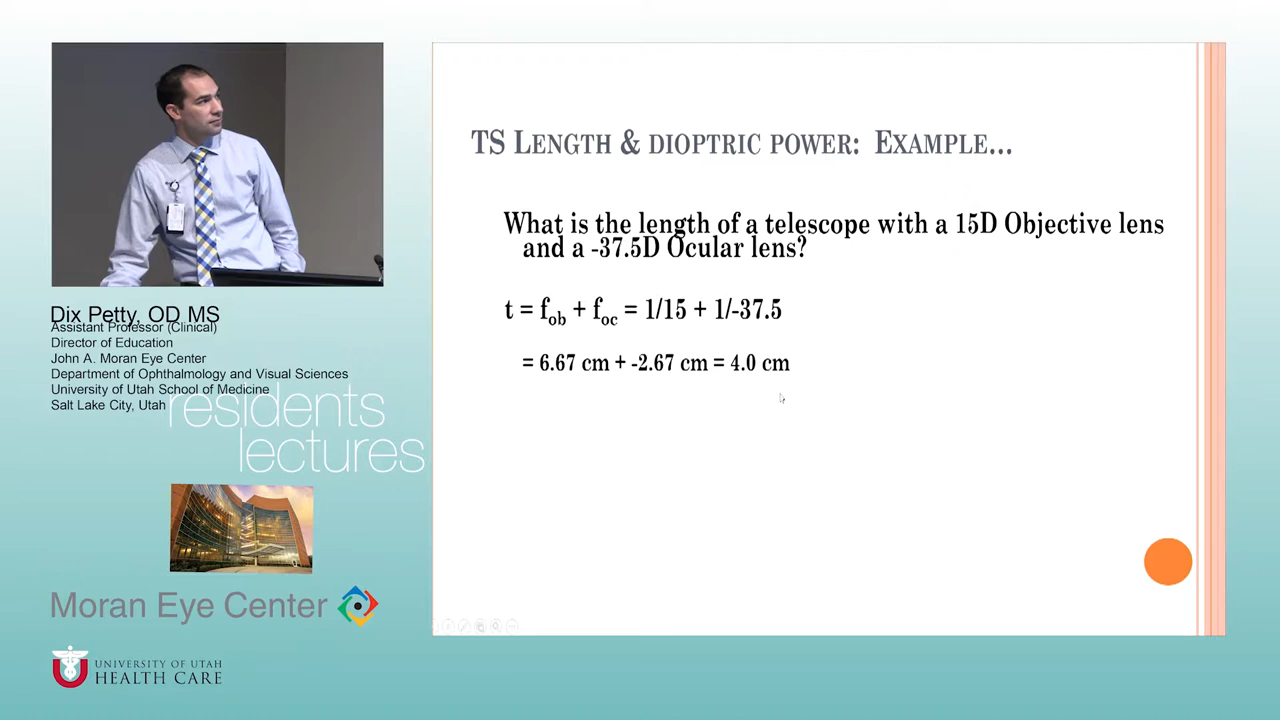 TS LENGTH & DIOPTRIC POWER: EXAMPLE...
What is the length of a telescope with a 15D Objective lens
and a -37.5D Ocular lens?
t = fob + foc = 1/15 + 1/-37.5
= 6.67 cm + -2.67 cm = 4.0 cm
Dix Petty, OD MS
Assistant Professor (Clinical)
Director of Education
John A. Moran Eye Center
Department of Ophthalmology and Visual Sciences
University of Utah School of Medicine
Salt Lake City, Utah
residents
lectures
Moran Eye Center
UNIVERSITY OF UTAH
HEALTH CARE